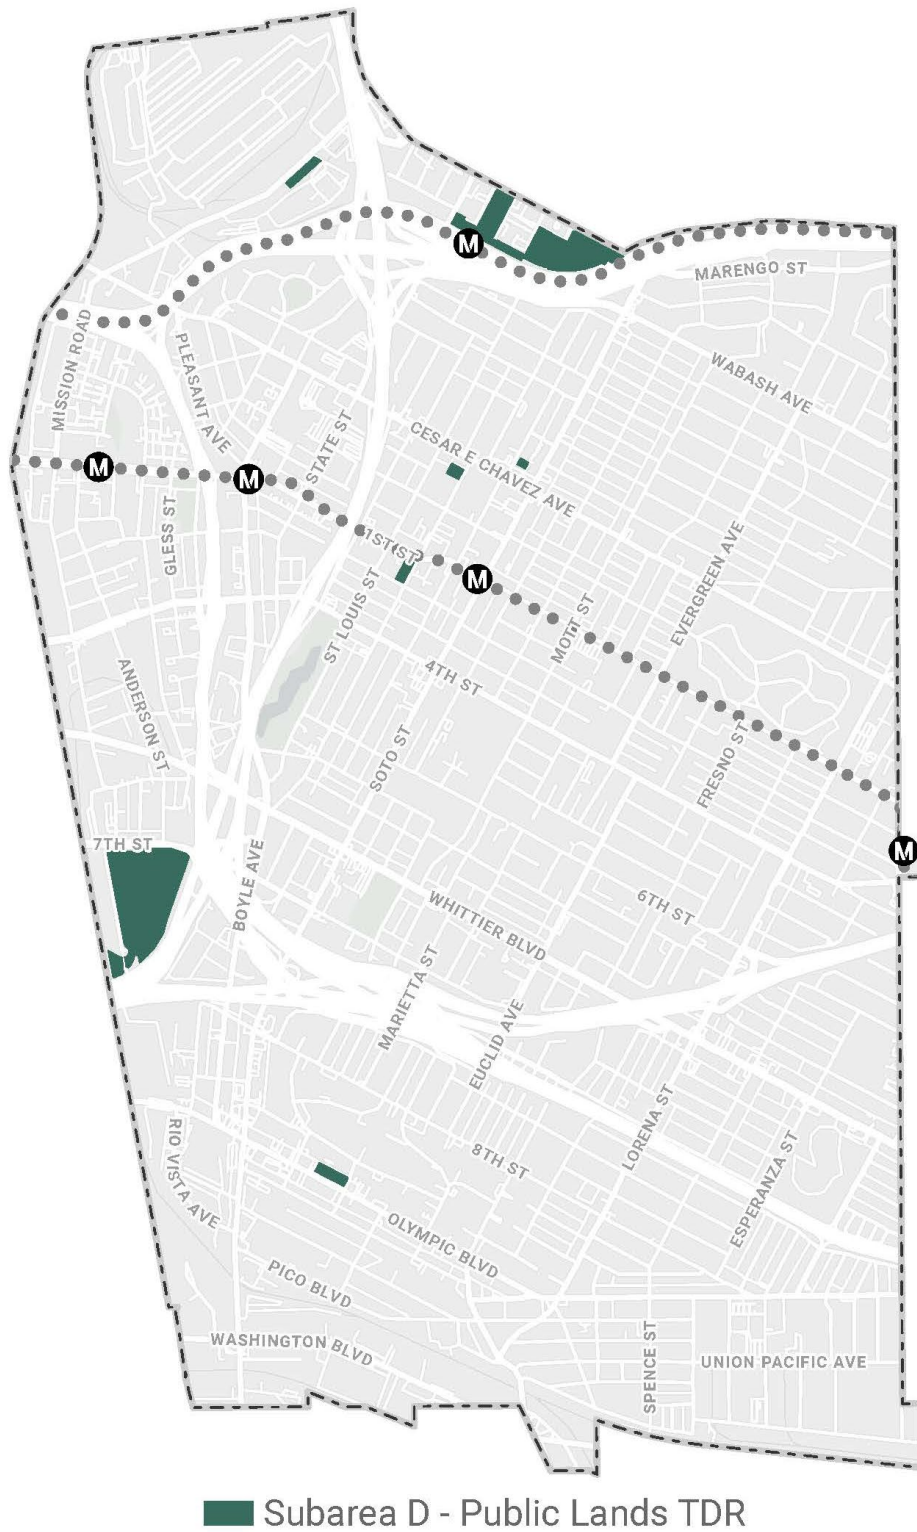 M
MARENGO ST
MISSION ROAD
PLEASANT AVE
WABASH AVE
STATE ST
CESAR E CHAVEZ AVE
M
M
GLESS ST
1ST ST
M
EVERGREEN AVE
ST LOUIS ST
MOTT ST
4TH ST
ANDERSON ST
SOTO ST
FRESNO ST
7TH ST
M
BOYLE AVE
WHITTIER BLVD
6TH ST
MARIETTA ST
EUCLID AVE
LORENA ST
RIO VISTA AVE
8TH ST
ESPERANZA ST
OLYMPIC BLVD
PICO BLVD
WASHINGTON BLVD
SPENCE ST
UNION PACIFIC AVE
Subarea D - Public Lands TDR